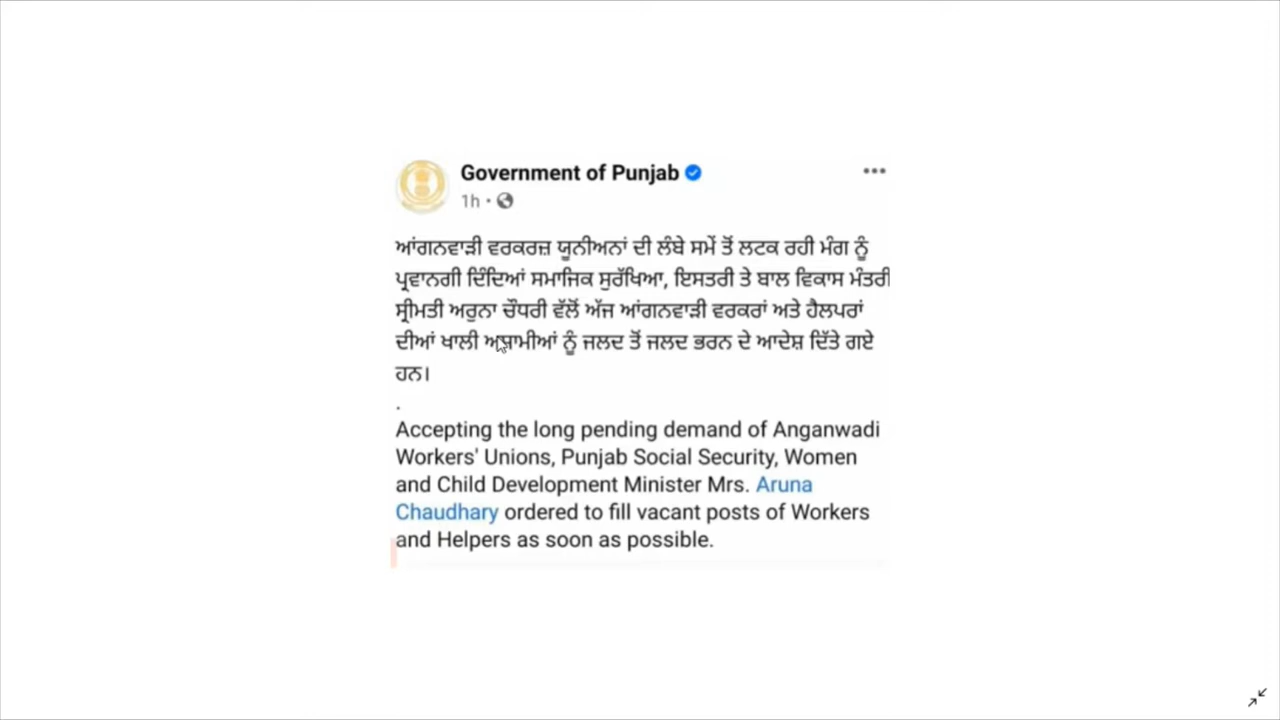 Government of Punjab
1h •
ਆਂਗਨਵਾੜੀ ਵਰਕਰਜ਼ ਯੂਨੀਅਨਾਂ ਦੀ ਲੰਬੇ ਸਮੇਂ ਤੋਂ ਲਟਕ ਰਹੀ ਮੰਗ ਨੂੰ
ਪ੍ਰਵਾਨਗੀ ਦਿੰਦਿਆਂ ਸਮਾਜਿਕ ਸੁਰੱਖਿਆ, ਇਸਤਰੀ ਤੇ ਬਾਲ ਵਿਕਾਸ ਮੰਤਰੀ
ਸ੍ਰੀਮਤੀ ਅਰੁਨਾ ਚੌਧਰੀ ਵੱਲੋਂ ਅੱਜ ਆਂਗਨਵਾੜੀ ਵਰਕਰਾਂ ਅਤੇ ਹੈਲਪਰਾਂ
ਦੀਆਂ ਖਾਲੀ ਅਸਾਮੀਆਂ ਨੂੰ ਜਲਦ ਤੋਂ ਜਲਦ ਭਰਨ ਦੇ ਆਦੇਸ਼ ਦਿੱਤੇ ਗਏ
ਹਨ।
.
Accepting the long pending demand of Anganwadi
Workers' Unions, Punjab Social Security, Women
and Child Development Minister Mrs. Aruna
Chaudhary ordered to fill vacant posts of Workers
and Helpers as soon as possible.